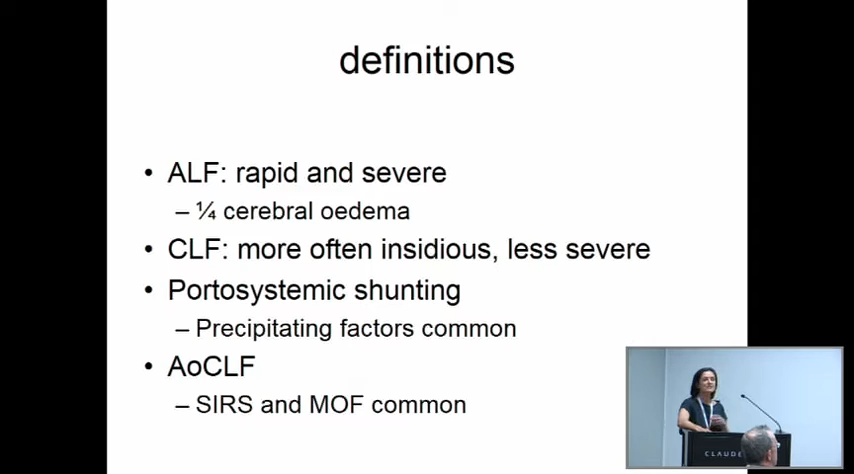 definitions
• ALF: rapid and severe
– ¼ cerebral oedema
• CLF: more often insidious, less severe
• Portosystemic shunting
– Precipitating factors common
• AoCLF
– SIRS and MOF common
CLAUDE